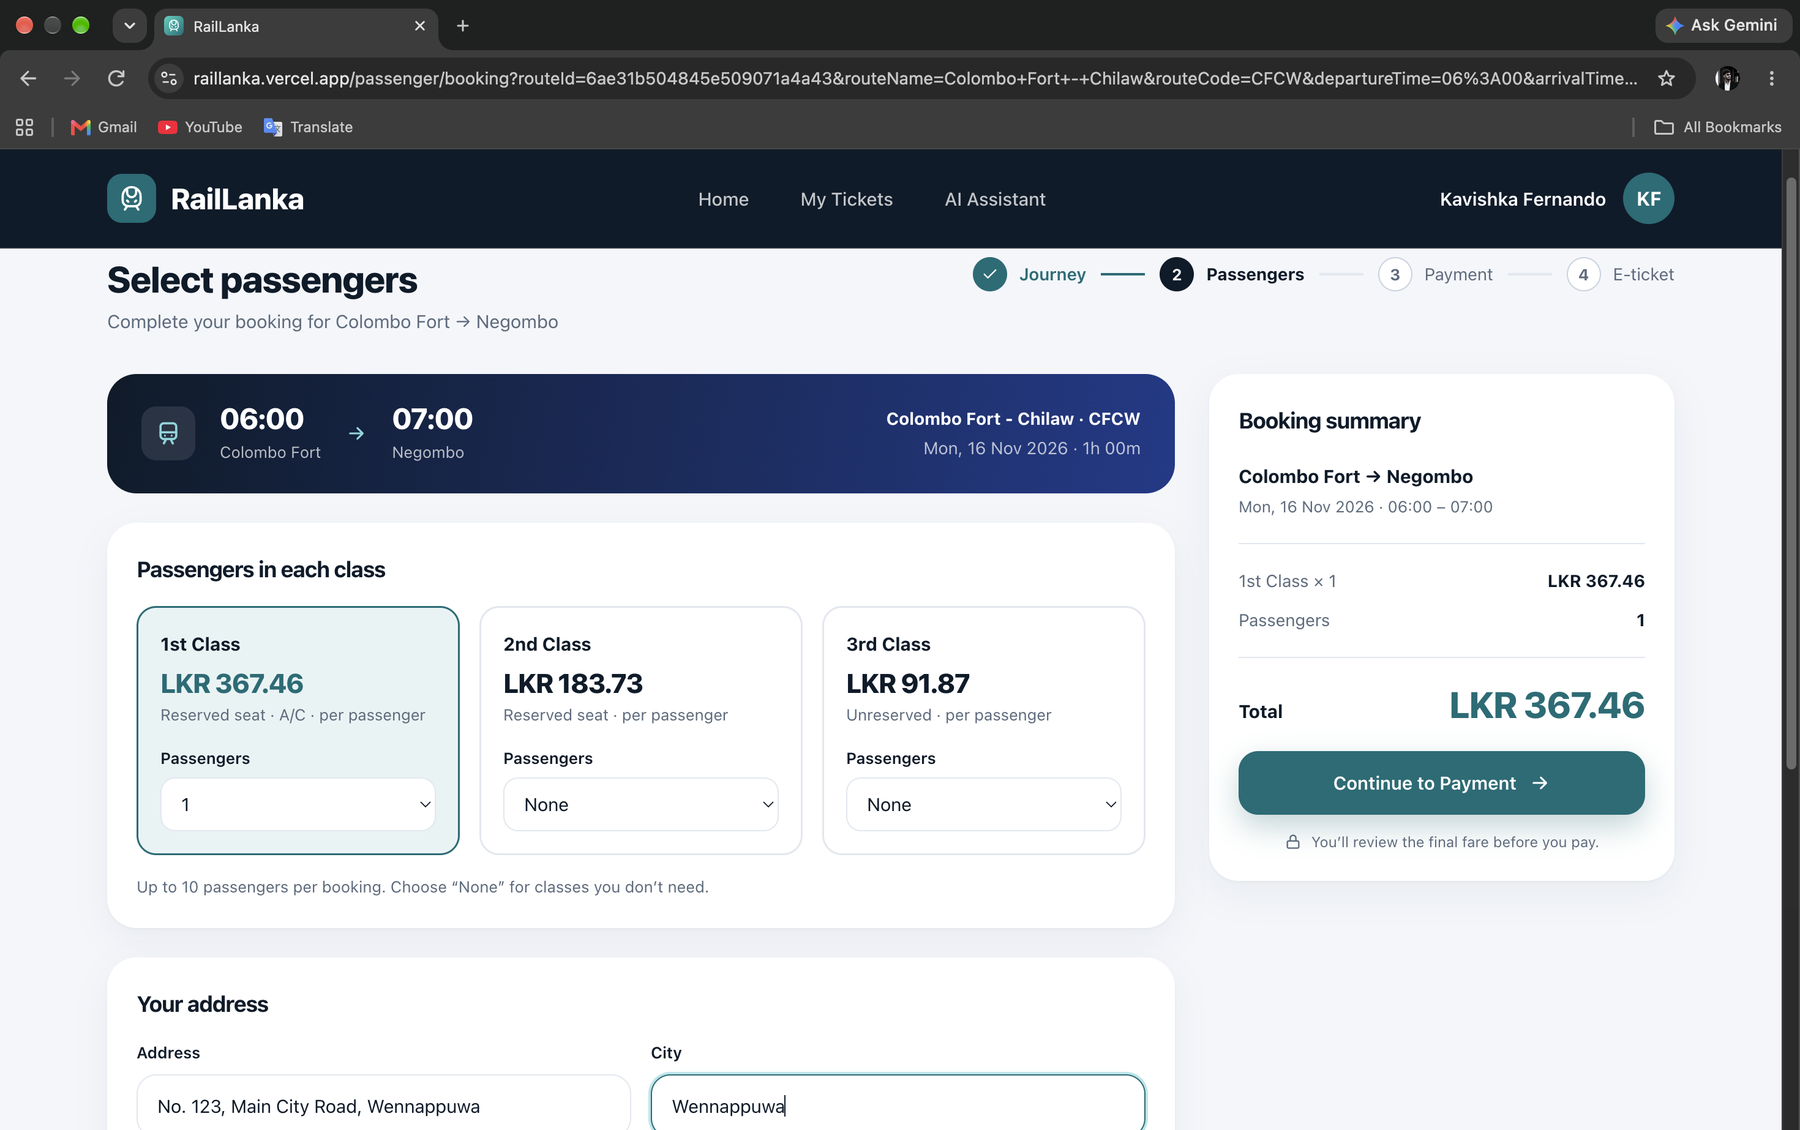 RailLanka
Ask Gemini
raillanka.vercel.app/passenger/booking?routeId=6ae31b504845e509071a4a43&routeName=Colombo+Fort+-+Chilaw&routeCode=CFCW&departureTime=06%3A00&arrivalTime...
Gmail YouTube Translate All Bookmarks
RailLanka
Home My Tickets AI Assistant
Kavishka Fernando KF
Select passengers
Complete your booking for Colombo Fort → Negombo
Journey 2 Passengers 3 Payment 4 E-ticket
06:00 → 07:00
Colombo Fort Negombo
Colombo Fort - Chilaw · CFCW
Mon, 16 Nov 2026 · 1h 00m
Passengers in each class
1st Class
LKR 367.46
Reserved seat · A/C · per passenger
Passengers
1
2nd Class
LKR 183.73
Reserved seat · per passenger
Passengers
None
3rd Class
LKR 91.87
Unreserved · per passenger
Passengers
None
Up to 10 passengers per booking. Choose “None” for classes you don’t need.
Your address
Address
No. 123, Main City Road, Wennappuwa
City
Wennappuwa
Booking summary
Colombo Fort → Negombo
Mon, 16 Nov 2026 · 06:00 – 07:00
1st Class × 1 LKR 367.46
Passengers 1
Total LKR 367.46
Continue to Payment →
You’ll review the final fare before you pay.